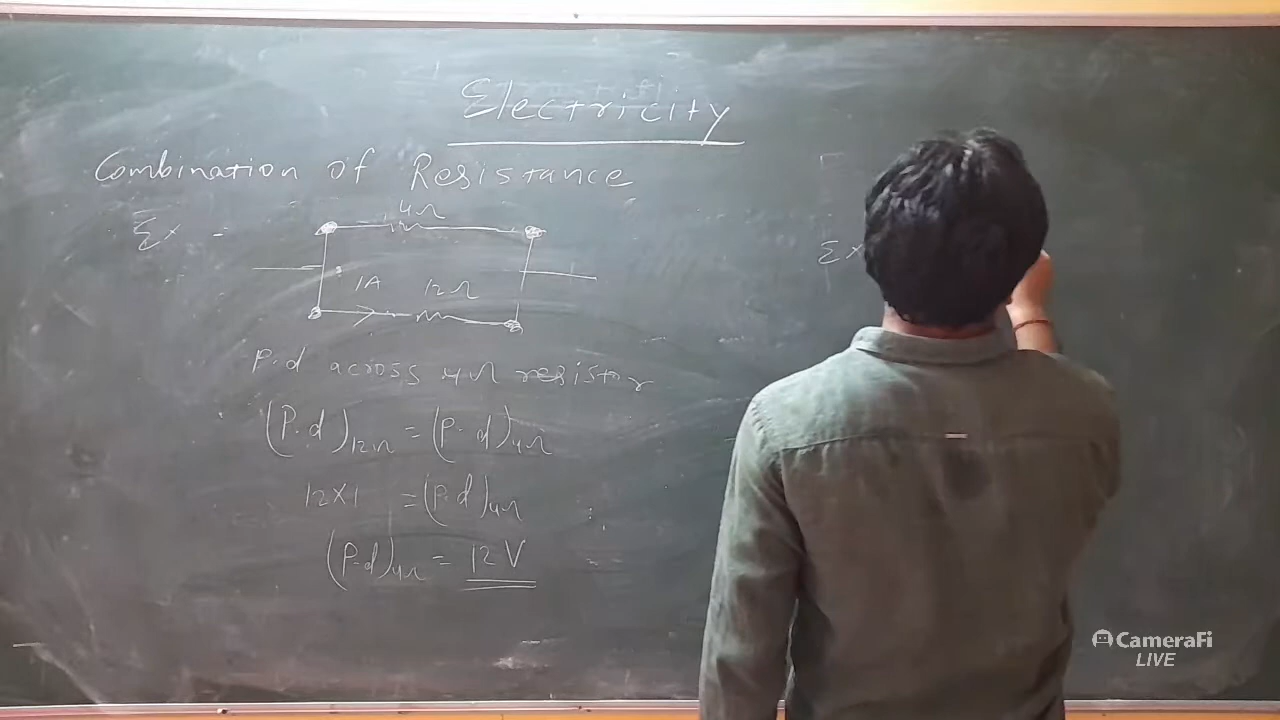 Electricity
Combination of Resistance
Ex -
4Ω
1A 12Ω
P.d across 4Ω resistor
(P.d)12Ω = (P.d)4Ω
12×1 = (P.d)4Ω
(P.d)4Ω = 12V
Ex
CameraFi
LIVE